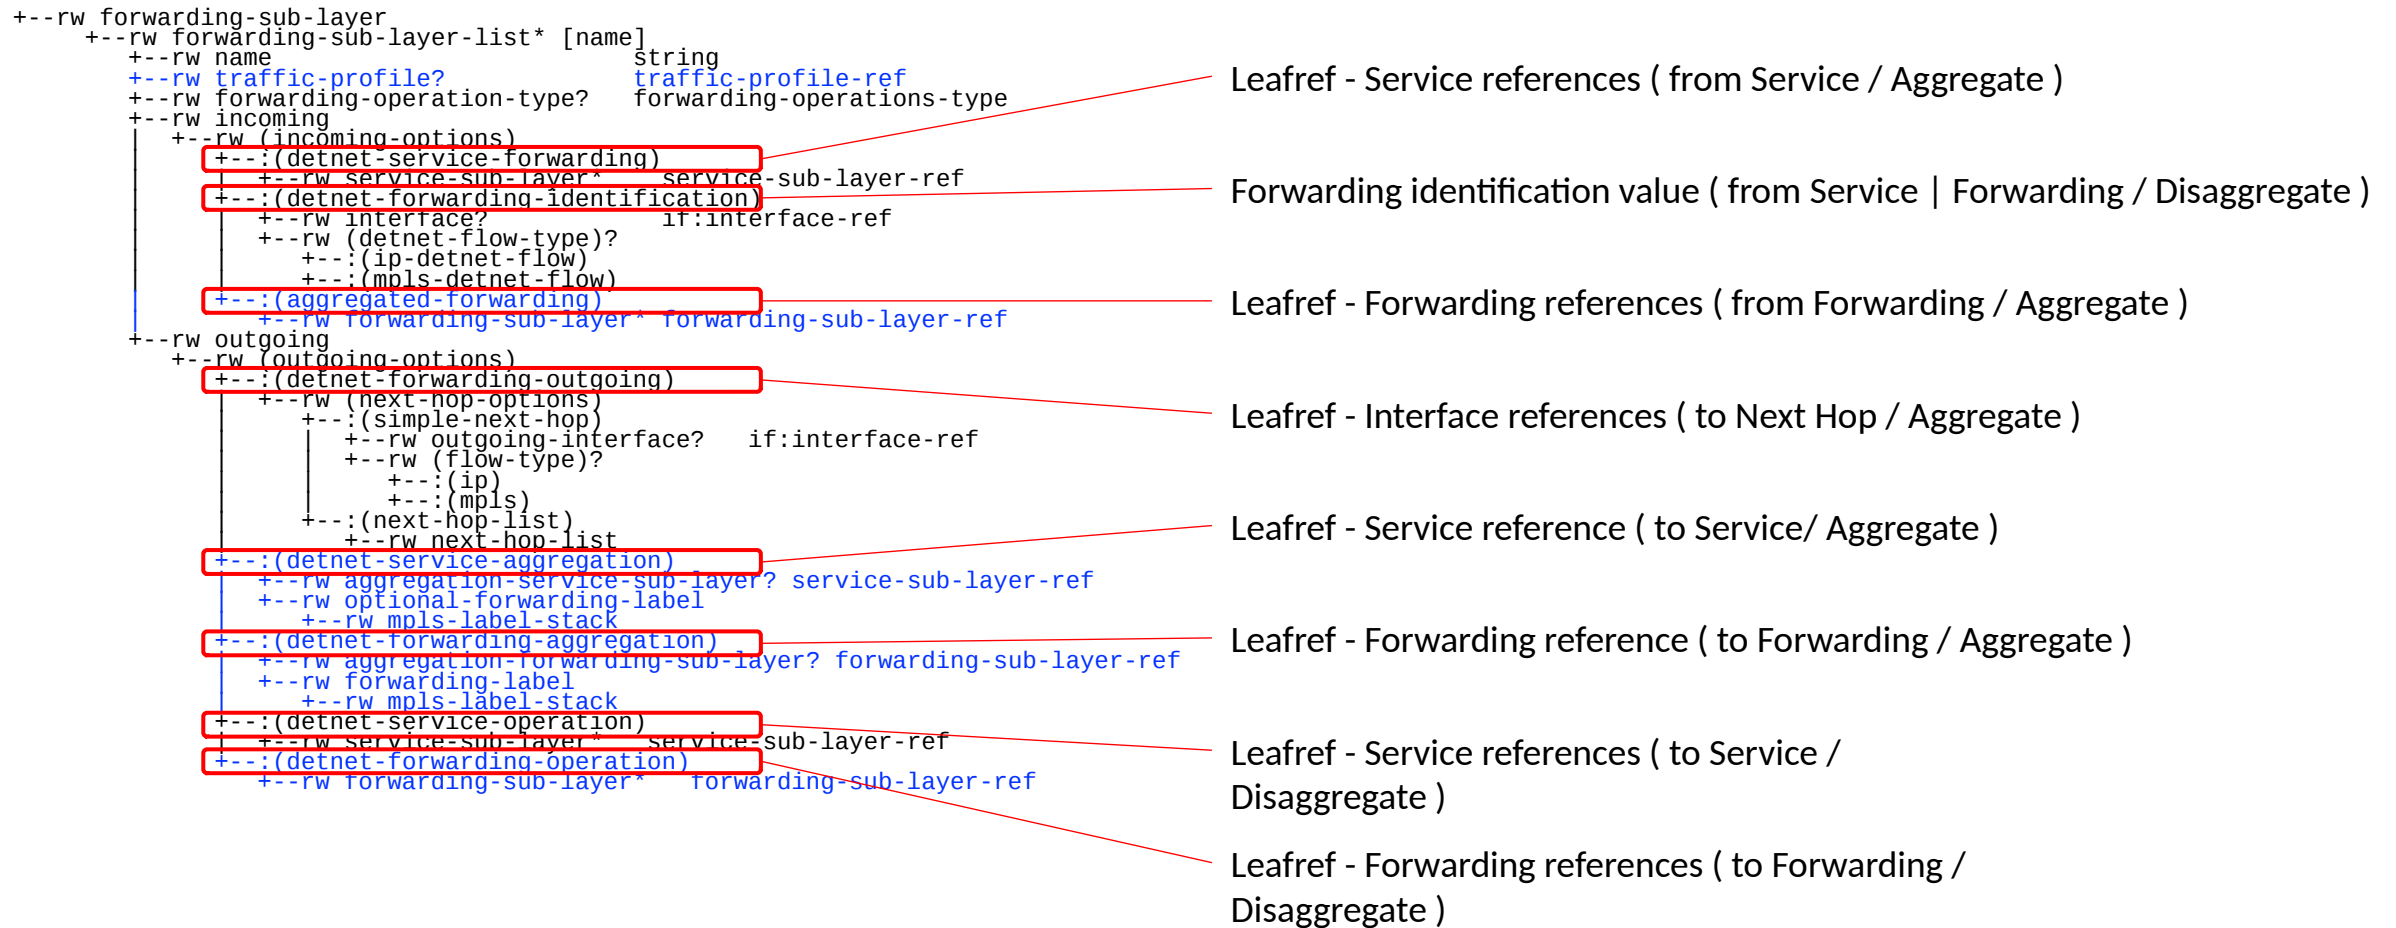 +--rw forwarding-sub-layer
+--rw forwarding-sub-layer-list* [name]
+--rw name string
+--rw traffic-profile? traffic-profile-ref
+--rw forwarding-operation-type? forwarding-operations-type
+--rw incoming
| +--rw (incoming-options)
| +--:(detnet-service-forwarding)
| | +--rw service-sub-layer* service-sub-layer-ref
| +--:(detnet-forwarding-identification)
| | +--rw interface? if:interface-ref
| | +--rw (detnet-flow-type)?
| | +--:(ip-detnet-flow)
| | +--:(mpls-detnet-flow)
| +--:(aggregated-forwarding)
| +--rw forwarding-sub-layer* forwarding-sub-layer-ref
+--rw outgoing
+--rw (outgoing-options)
+--:(detnet-forwarding-outgoing)
| +--rw (next-hop-options)
| +--:(simple-next-hop)
| | +--rw outgoing-interface? if:interface-ref
| | +--rw (flow-type)?
| | +--:(ip)
| | +--:(mpls)
| +--:(next-hop-list)
| +--rw next-hop-list
+--:(detnet-service-aggregation)
| +--rw aggregation-service-sub-layer? service-sub-layer-ref
| +--rw optional-forwarding-label
| +--rw mpls-label-stack
+--:(detnet-forwarding-aggregation)
| +--rw aggregation-forwarding-sub-layer? forwarding-sub-layer-ref
| +--rw forwarding-label
| +--rw mpls-label-stack
+--:(detnet-service-operation)
| +--rw service-sub-layer* service-sub-layer-ref
+--:(detnet-forwarding-operation)
+--rw forwarding-sub-layer* forwarding-sub-layer-ref
Leafref - Service references ( from Service / Aggregate )
Forwarding identification value ( from Service | Forwarding / Disaggregate )
Leafref - Forwarding references ( from Forwarding / Aggregate )
Leafref - Interface references ( to Next Hop / Aggregate )
Leafref - Service reference ( to Service/ Aggregate )
Leafref - Forwarding reference ( to Forwarding / Aggregate )
Leafref - Service references ( to Service /
Disaggregate )
Leafref - Forwarding references ( to Forwarding /
Disaggregate )